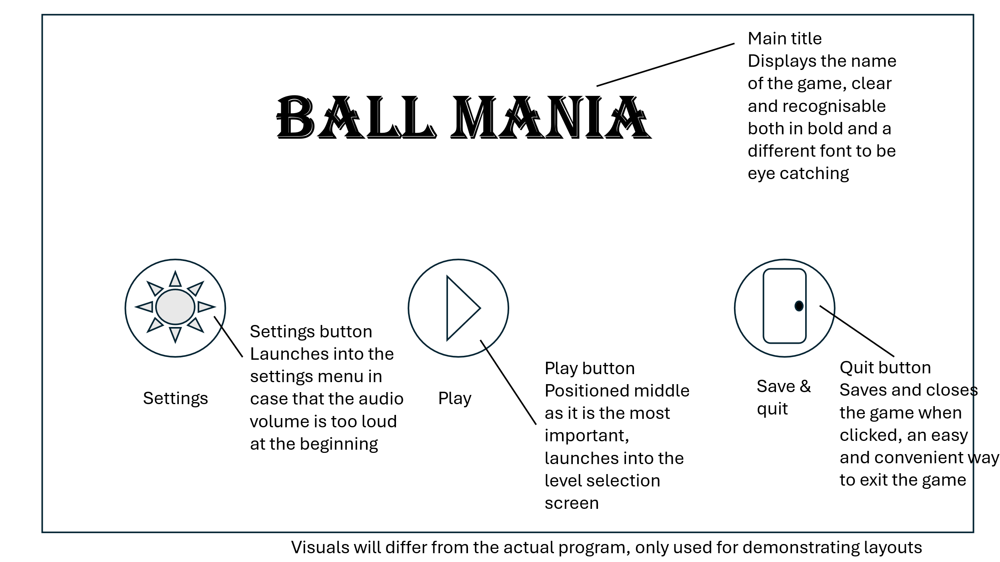 Main title
Displays the name
of the game, clear
and recognisable
both in bold and a
different font to be
eye catching
BALL MANIA
Settings
Settings button
Launches into the
settings menu in
case that the audio
volume is too loud
at the beginning
Play
Play button
Positioned middle
as it is the most
important,
launches into the
level selection
screen
Save &
quit
Quit button
Saves and closes
the game when
clicked, an easy
and convenient way
to exit the game
Visuals will differ from the actual program, only used for demonstrating layouts